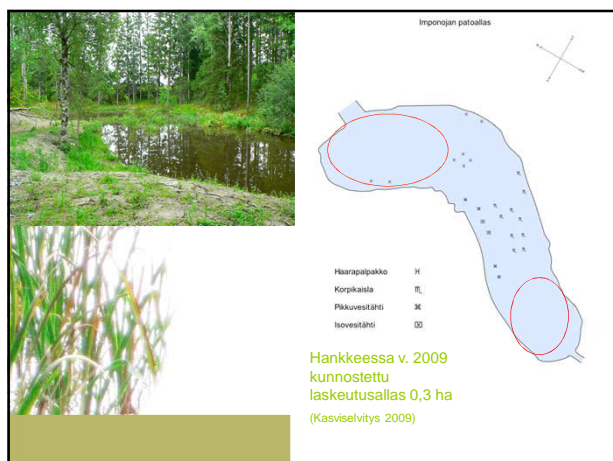 Imponojan patoallas
Haarapalpakko
Korpikaisla
Pikkuvesitähti
Isovesitähti
Hankkeessa v. 2009
kunnostettu
laskeutusallas 0,3 ha
(Kasviselvitys 2009)